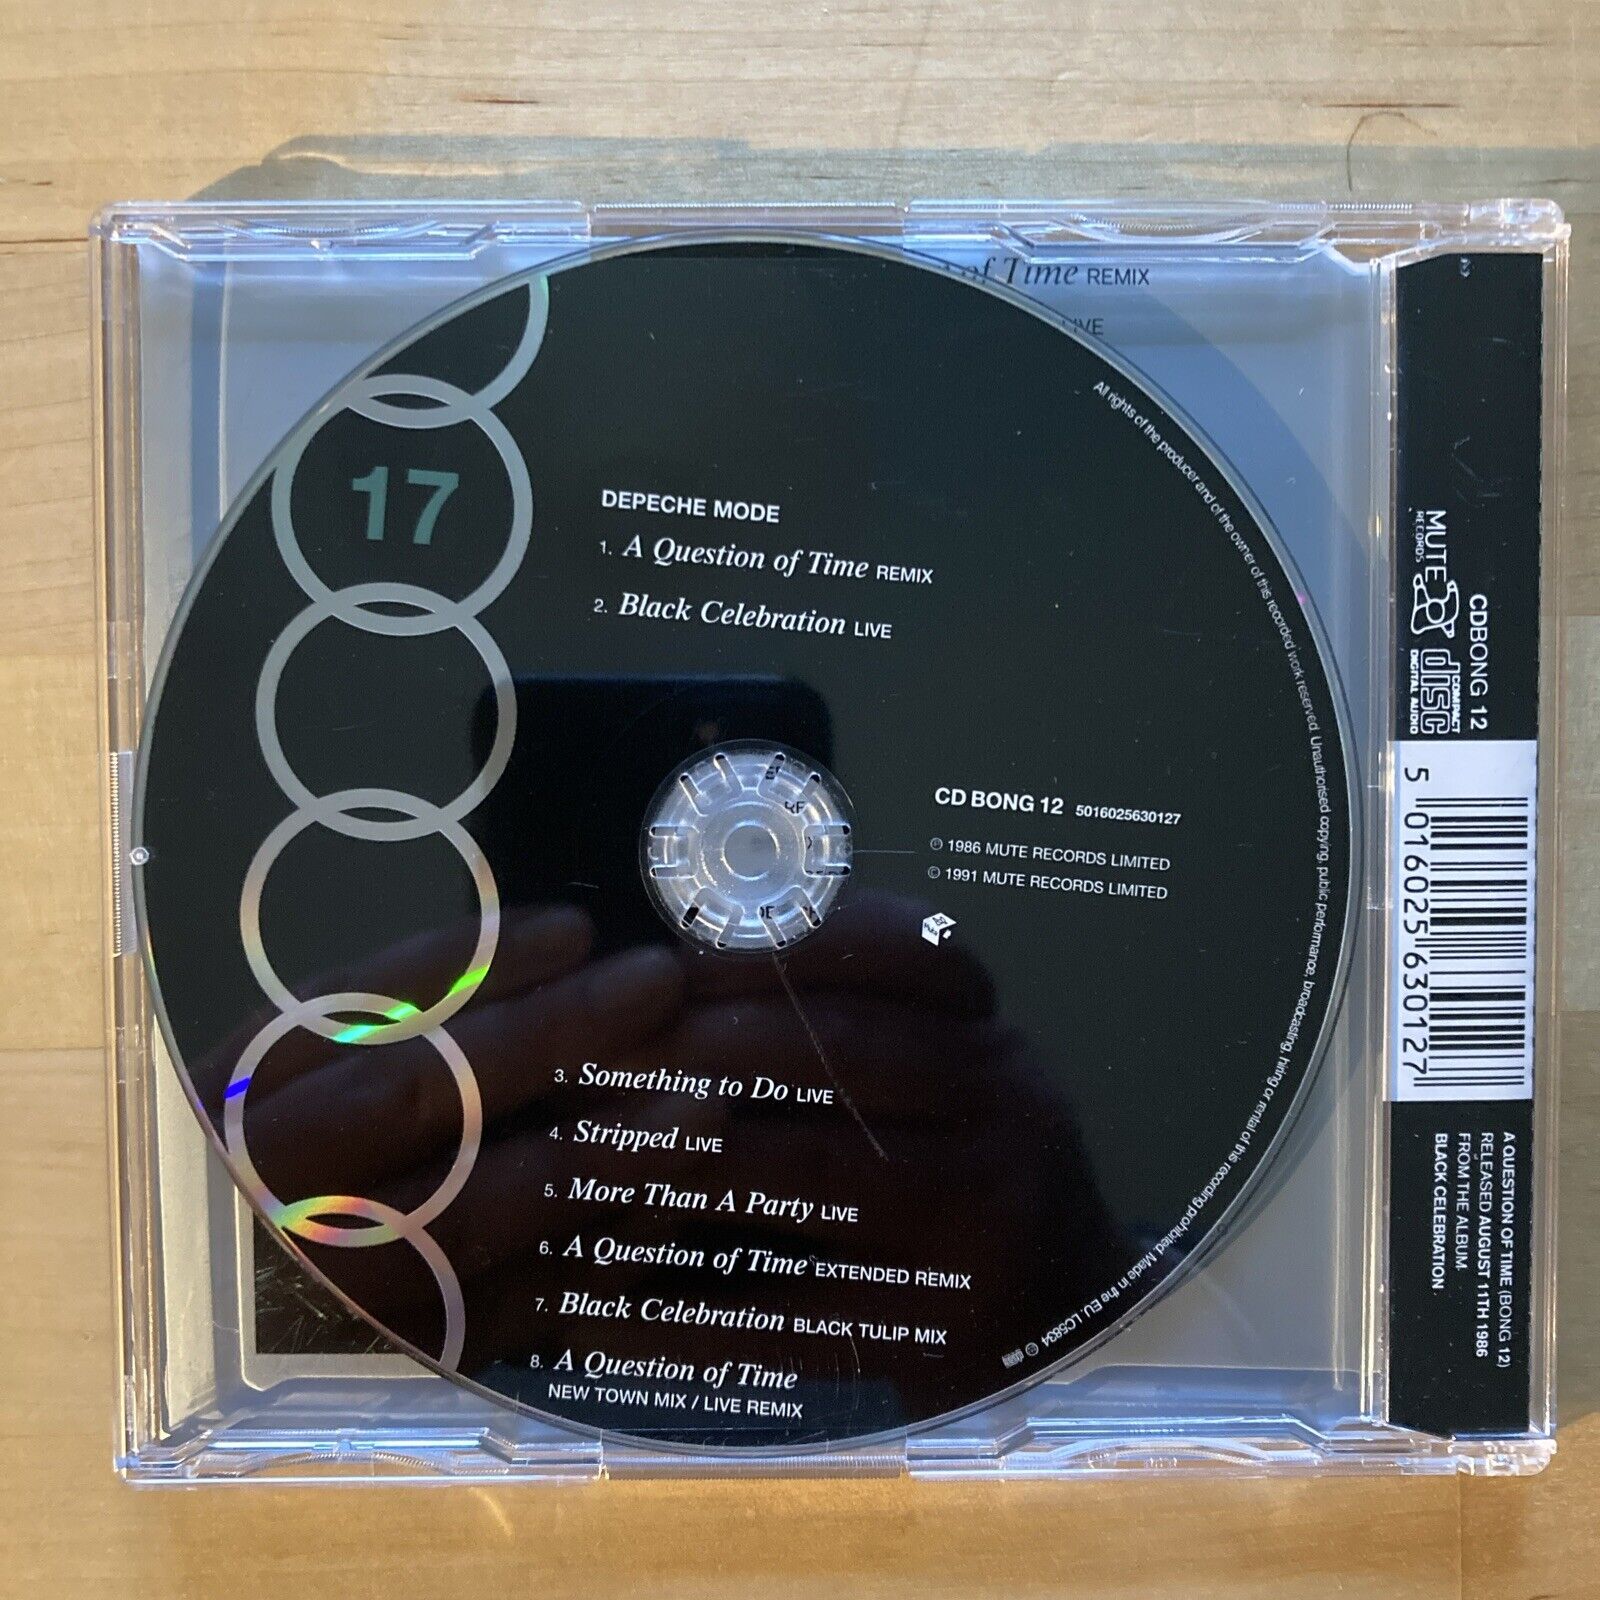 of Time REMIX
LIVE
17
DEPECHE MODE
1. A Question of Time REMIX
2. Black Celebration LIVE
CD BONG 12 5016025630127
℗ 1986 MUTE RECORDS LIMITED
© 1991 MUTE RECORDS LIMITED
3. Something to Do LIVE
4. Stripped LIVE
5. More Than A Party LIVE
6. A Question of Time EXTENDED REMIX
7. Black Celebration BLACK TULIP MIX
8. A Question of Time
NEW TOWN MIX / LIVE REMIX
All rights of the producer and of the owner of this recorded work reserved. Unauthorised copying, public performance, broadcasting, hiring or rental of this recording prohibited. Made in the EU. LC5834
MUTE
RECORDS
COMPACT
disc
DIGITAL AUDIO
CDBONG 12
5 016025 630127
A QUESTION OF TIME (BONG 12)
RELEASED AUGUST 11TH 1986
FROM THE ALBUM
BLACK CELEBRATION